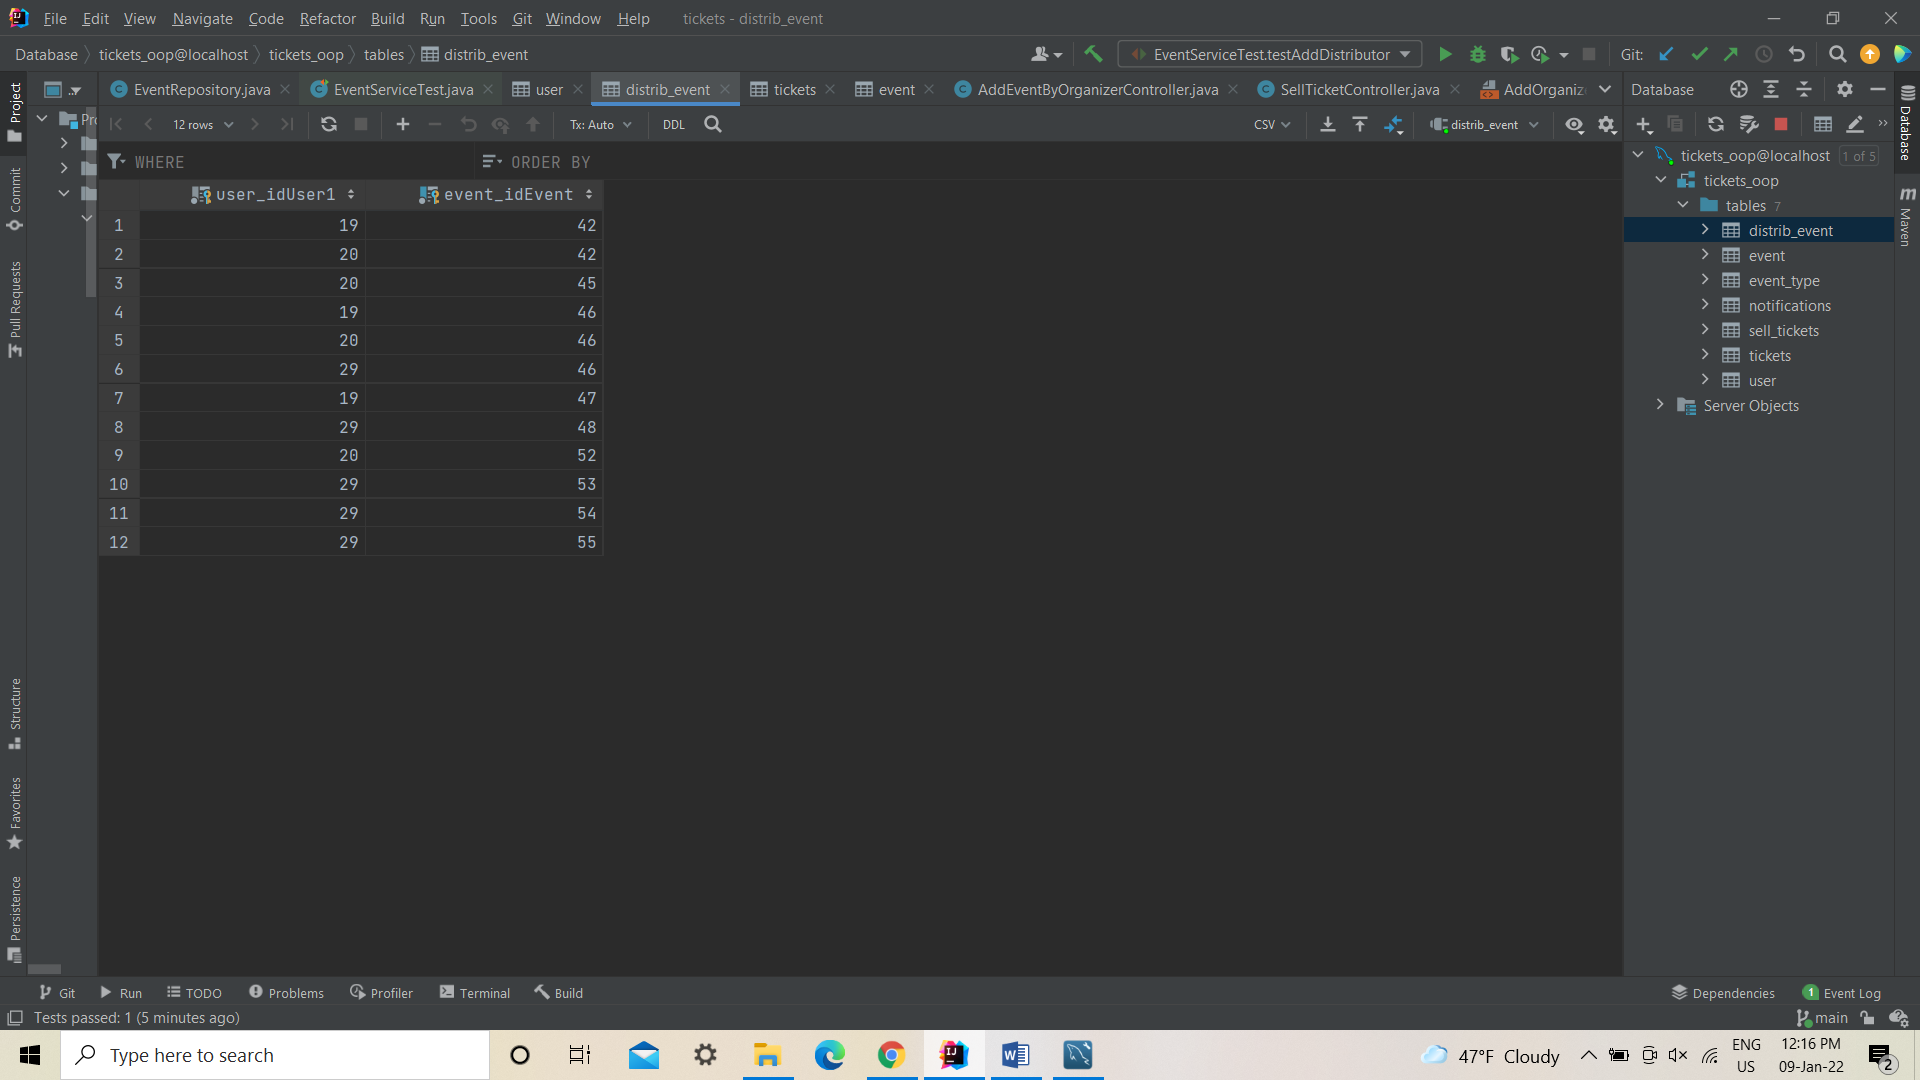 File Edit View Navigate Code Refactor Build Run Tools Git Window Help tickets - distrib_event
Database tickets_oop@localhost tickets_oop tables distrib_event EventServiceTest.testAddDistributor Git:
EventRepository.java EventServiceTest.java user distrib_event tickets event AddEventByOrganizerController.java SellTicketController.java AddOrganiz Database
12 rows Tx: Auto DDL CSV distrib_event
WHERE ORDER BY
user_idUser1 event_idEvent
1 19 42
2 20 42
3 20 45
4 19 46
5 20 46
6 29 46
7 19 47
8 29 48
9 20 52
10 29 53
11 29 54
12 29 55
tickets_oop@localhost 1 of 5
tickets_oop
tables 7
distrib_event
event
event_type
notifications
sell_tickets
tickets
user
Server Objects
Project
Commit
Pull Requests
Structure
Favorites
Persistence
Database
Maven
Git Run TODO Problems Profiler Terminal Build Dependencies 1 Event Log
Tests passed: 1 (5 minutes ago) main
Type here to search 47°F Cloudy ENG US 12:16 PM 09-Jan-22 2